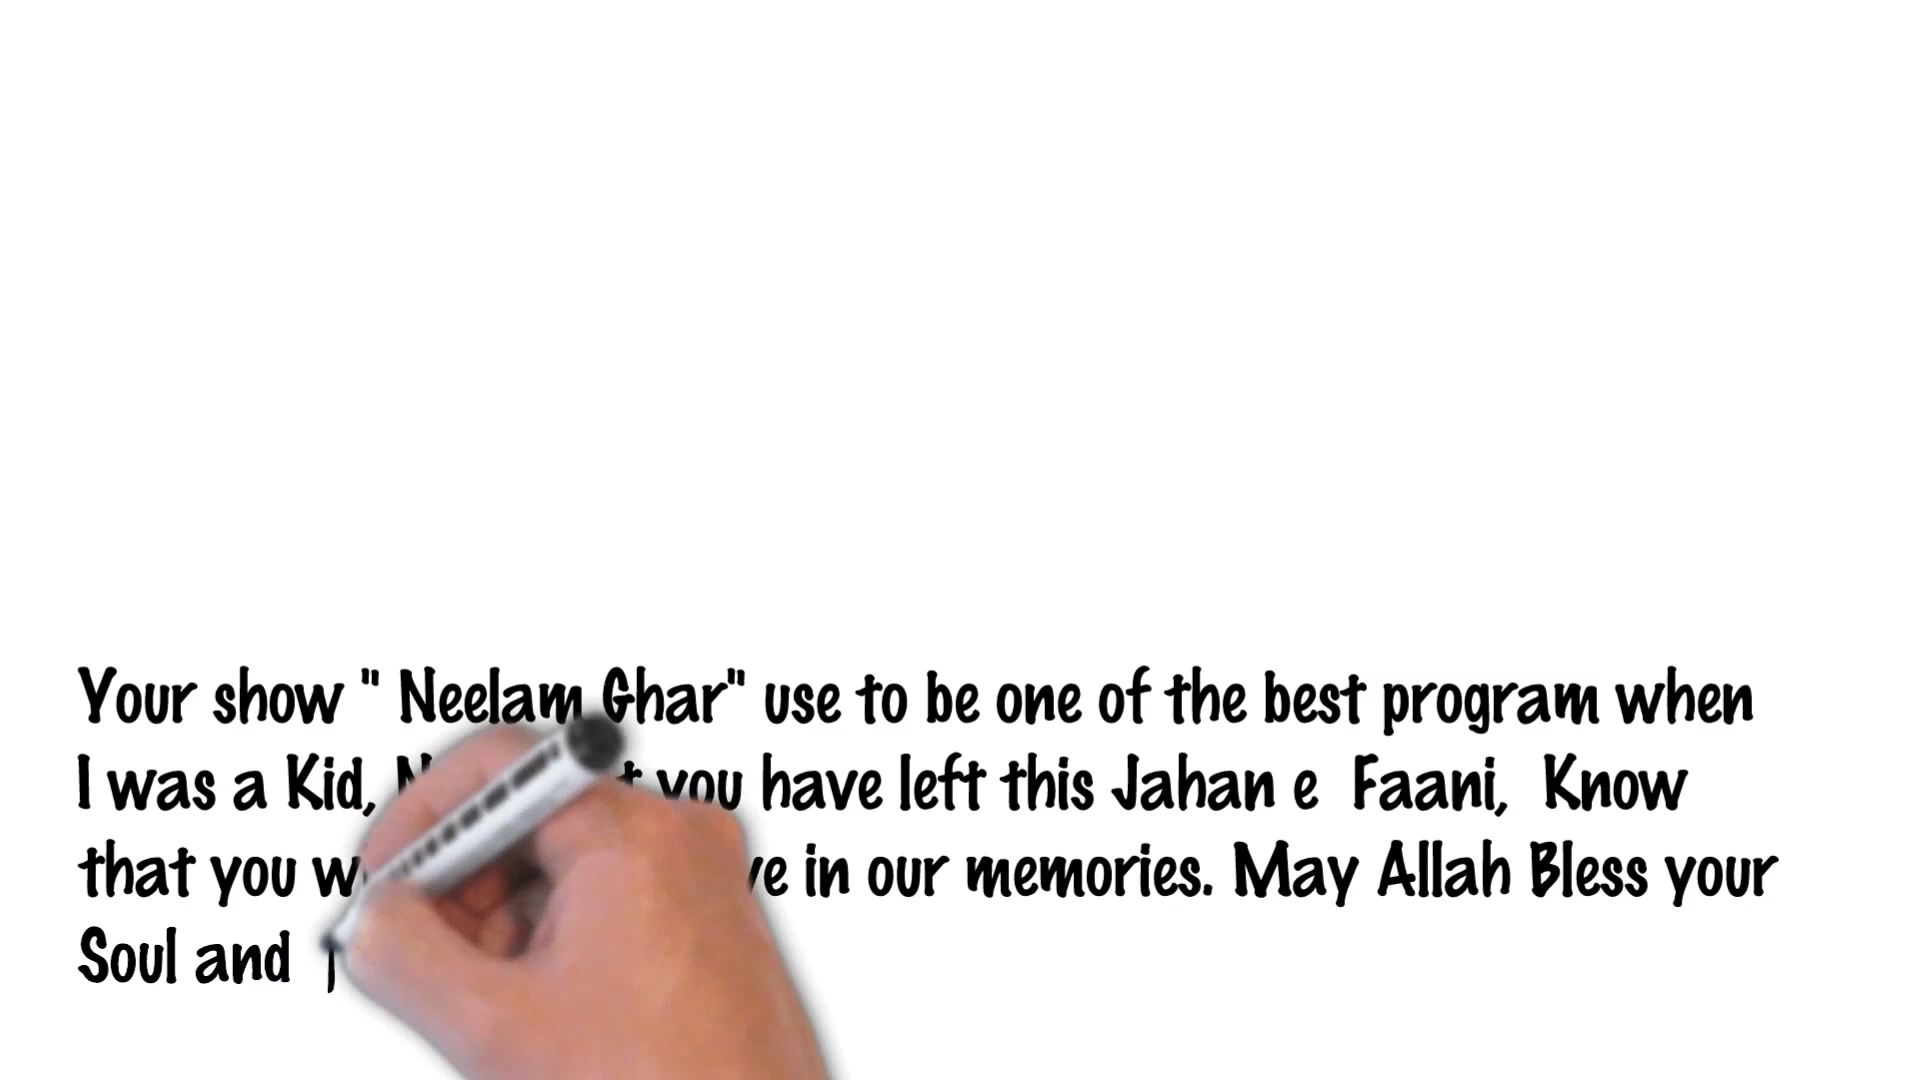 Your show " Neelam Ghar" use to be one of the best program when
I was a Kid, you have left this Jahan e Faani, Know
that you in our memories. May Allah Bless your
Soul and